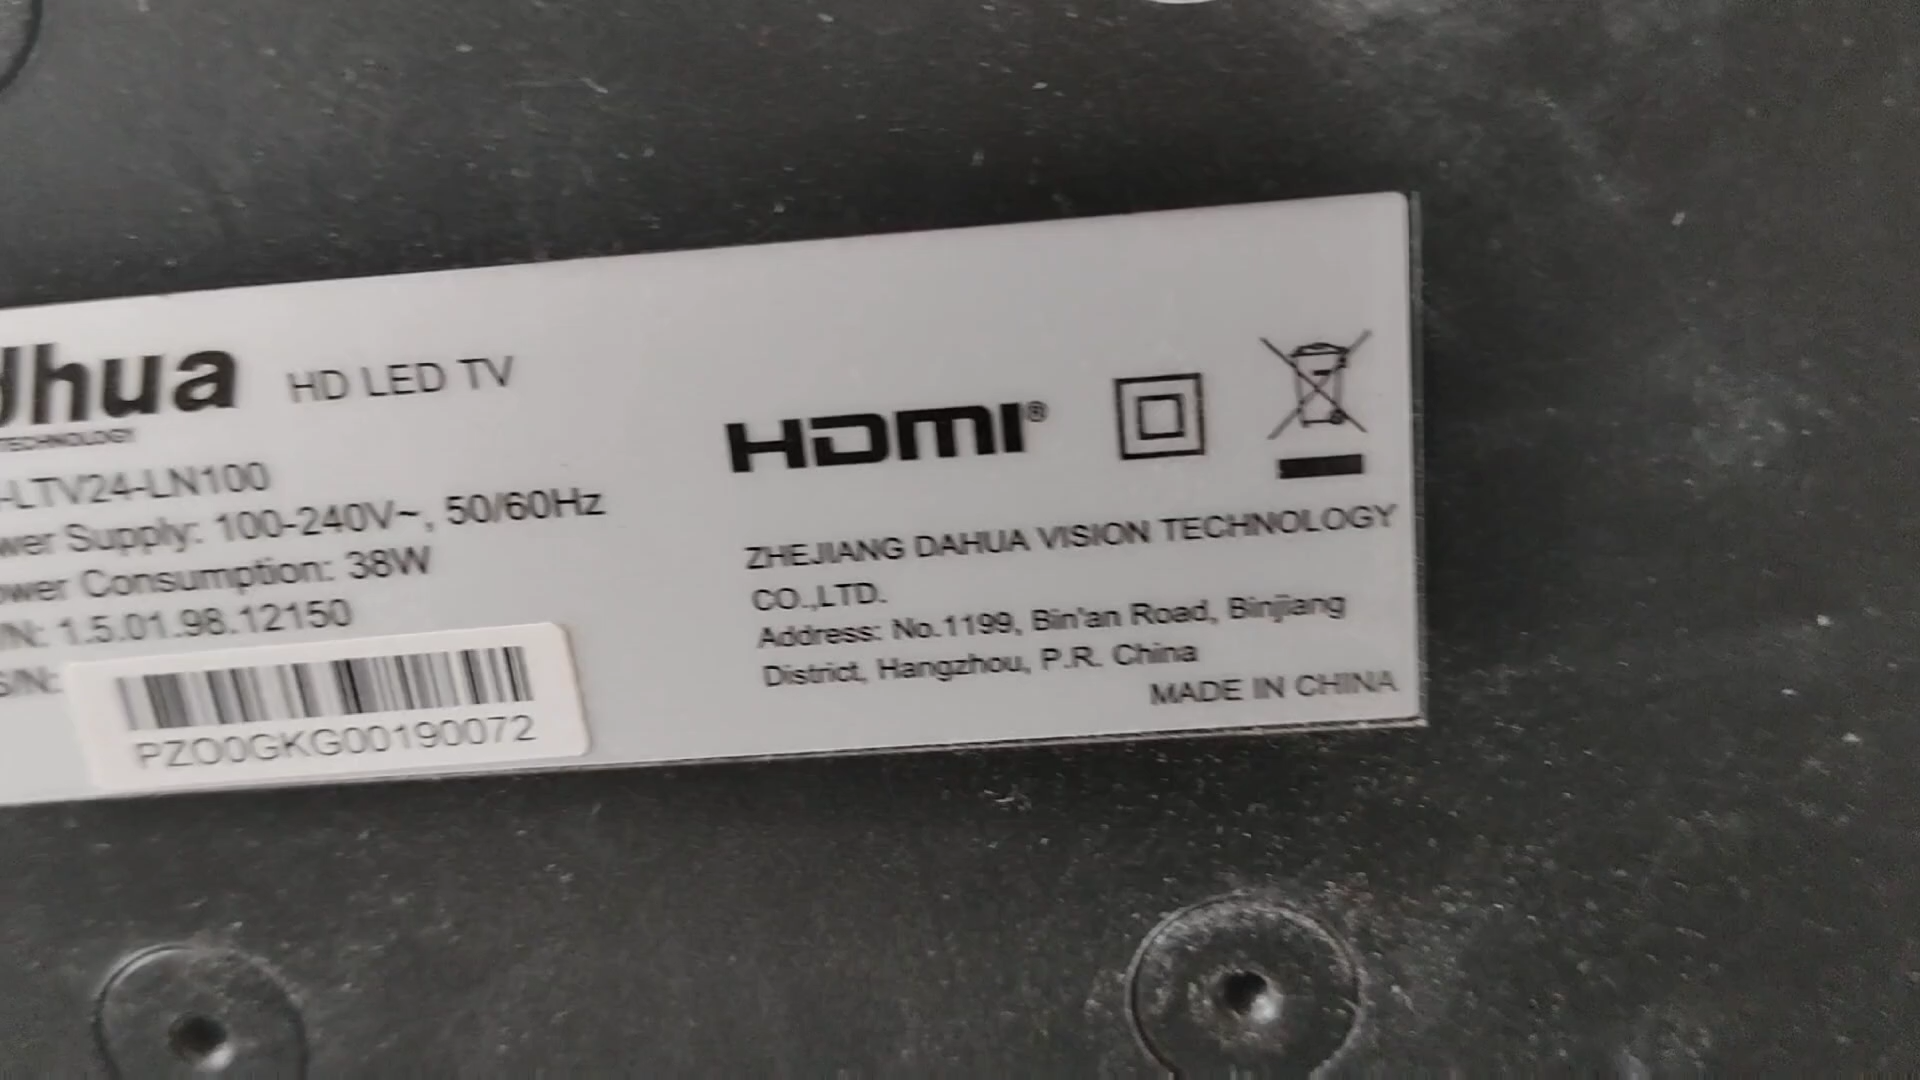 dhua HD LED TV
TECHNOLOGY
-LTV24-LN100
wer Supply: 100-240V~, 50/60Hz
ower Consumption: 38W
/N: 1.5.01.98.12150
S/N:
PZO0GKG00190072
HDMI®
ZHEJIANG DAHUA VISION TECHNOLOGY
CO.,LTD.
Address: No.1199, Bin'an Road, Binjiang
District, Hangzhou, P.R. China
MADE IN CHINA